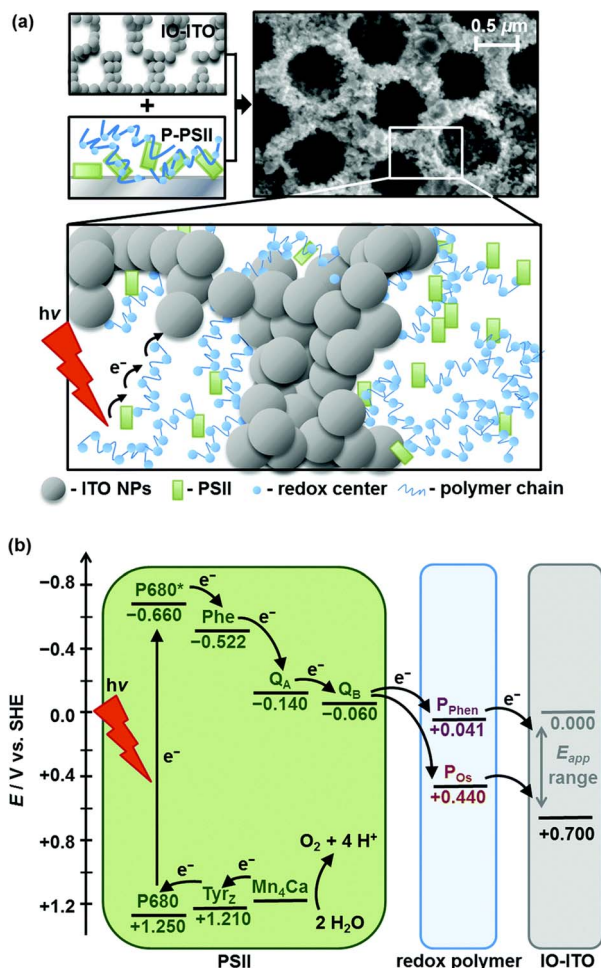 (a)
IO-ITO
+
P-PSII
0.5 μm
hν
e⁻
- ITO NPs
- PSII
- redox center
- polymer chain
(b)
E / V vs. SHE
−0.8
−0.4
0.0
+0.4
+0.8
+1.2
hν
e⁻
P680*
−0.660
e⁻
Phe
−0.522
e⁻
Q_A
−0.140
e⁻
Q_B
−0.060
e⁻
P_Phen
+0.041
e⁻
0.000
E_app
range
P_Os
+0.440
+0.700
O₂ + 4 H⁺
e⁻
e⁻
P680
+1.250
Tyr_Z
+1.210
Mn₄Ca
2 H₂O
PSII
redox polymer
IO-ITO